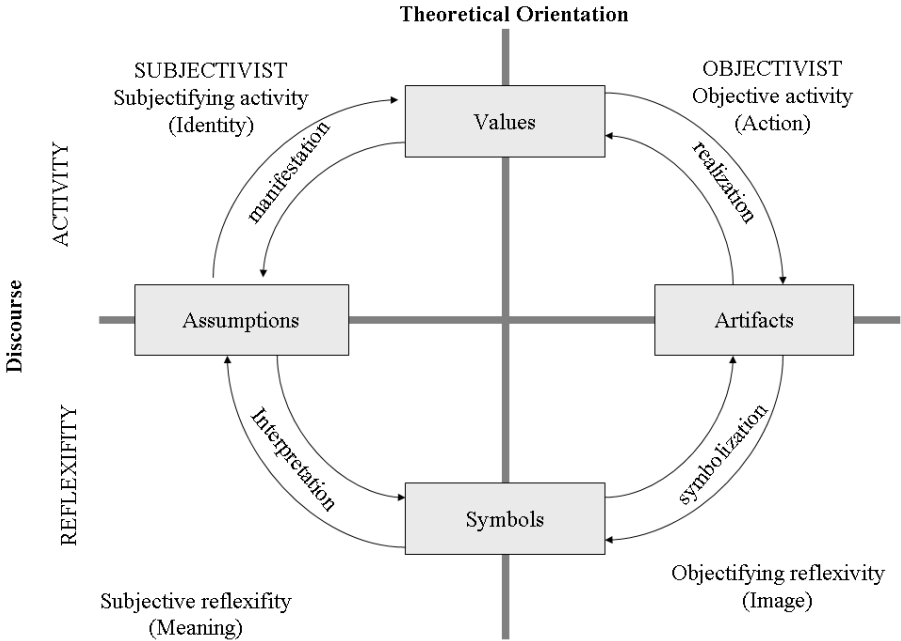 Theoretical Orientation
SUBJECTIVIST
Subjectifying activity
(Identity)
OBJECTIVIST
Objective activity
(Action)
Values
manifestation
realization
ACTIVITY
Discourse
Assumptions
Artifacts
REFLEXIFITY
Interpretation
symbolization
Symbols
Subjective reflexifity
(Meaning)
Objectifying reflexivity
(Image)